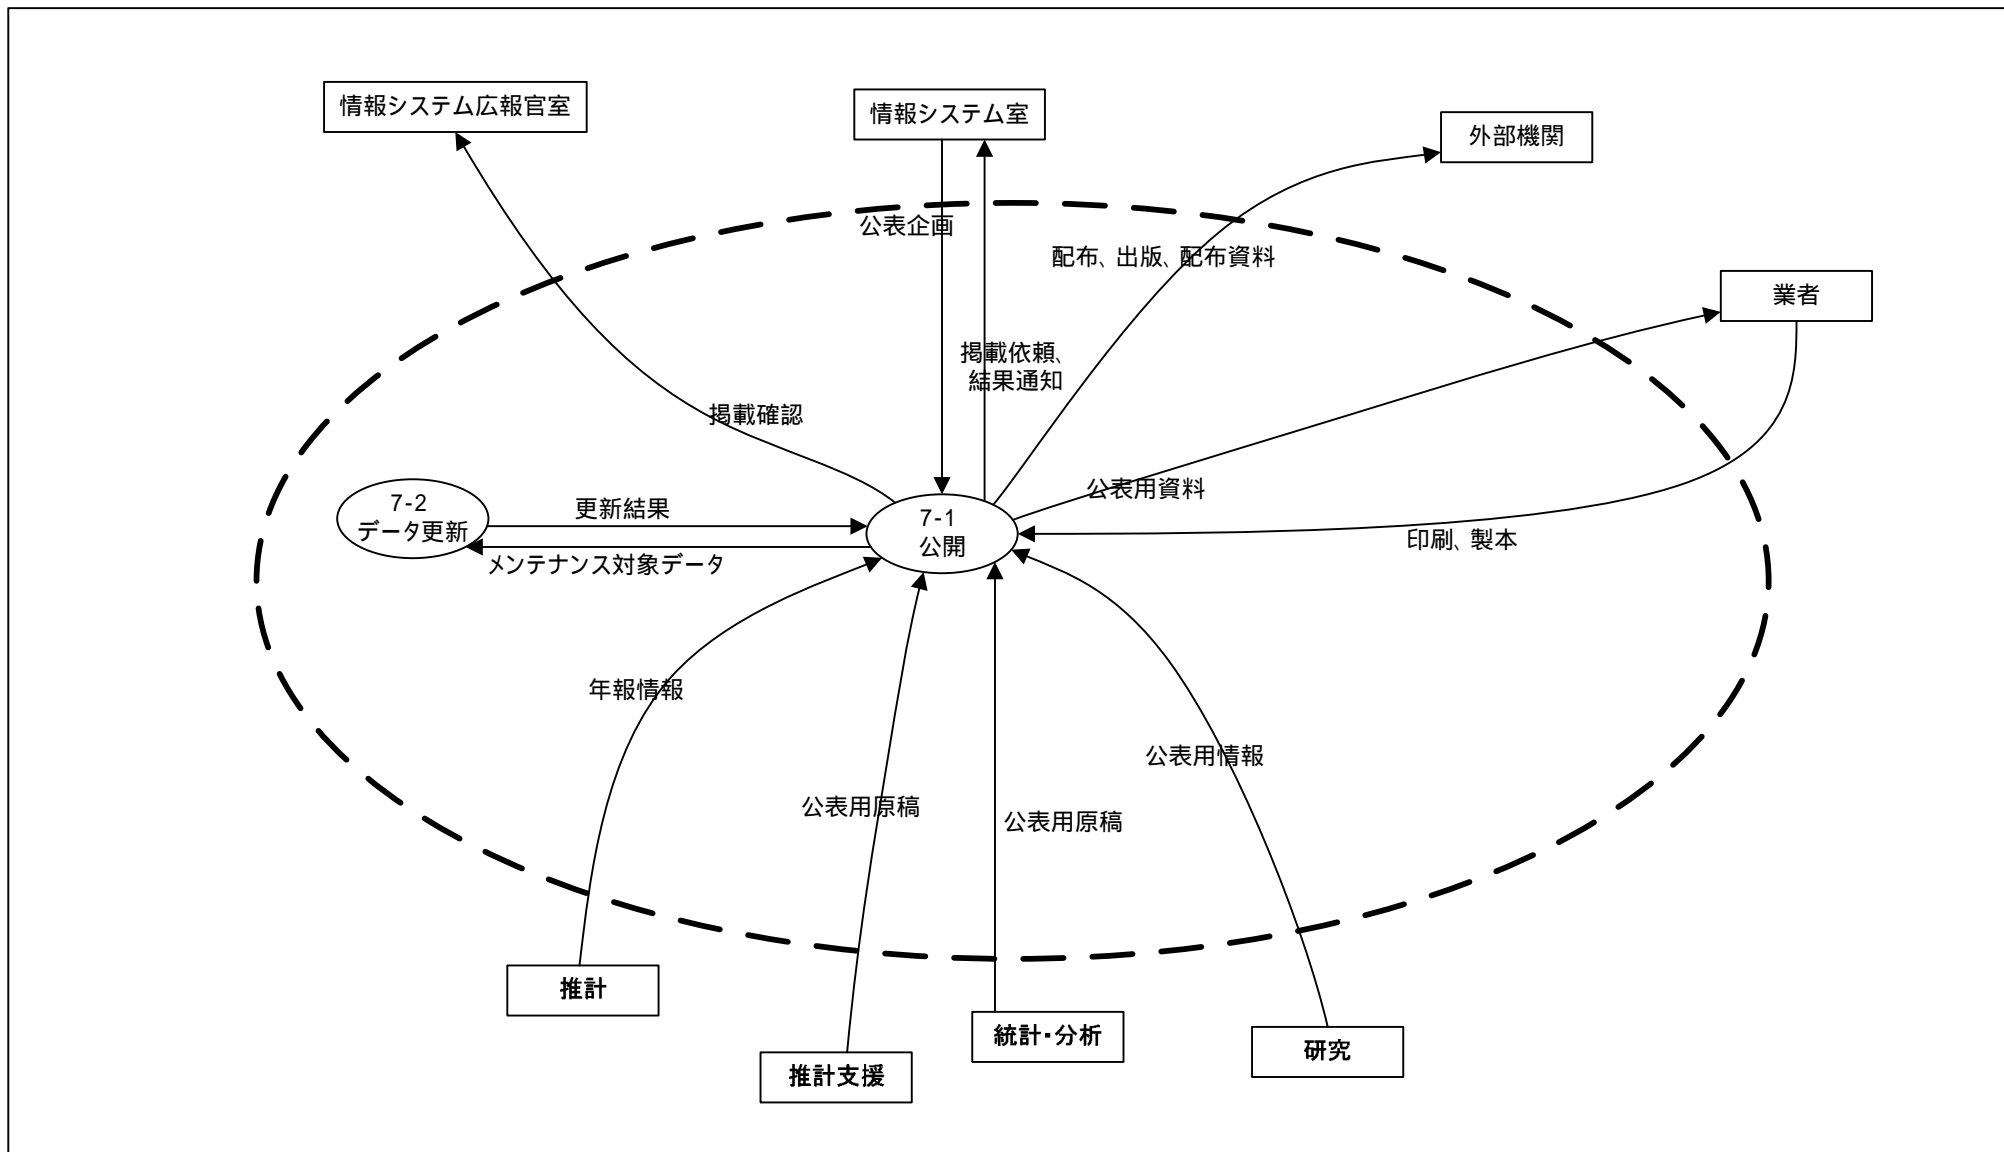 情報システム広報官室
情報システム室
外部機関
公表企画
配布、出版、配布資料
業者
掲載依頼、
結果通知
掲載確認
公表用資料
7-2
データ更新
更新結果
7-1
公開
印刷、製本
メンテナンス対象データ
年報情報
公表用情報
公表用原稿
公表用原稿
推計
統計・分析
研究
推計支援